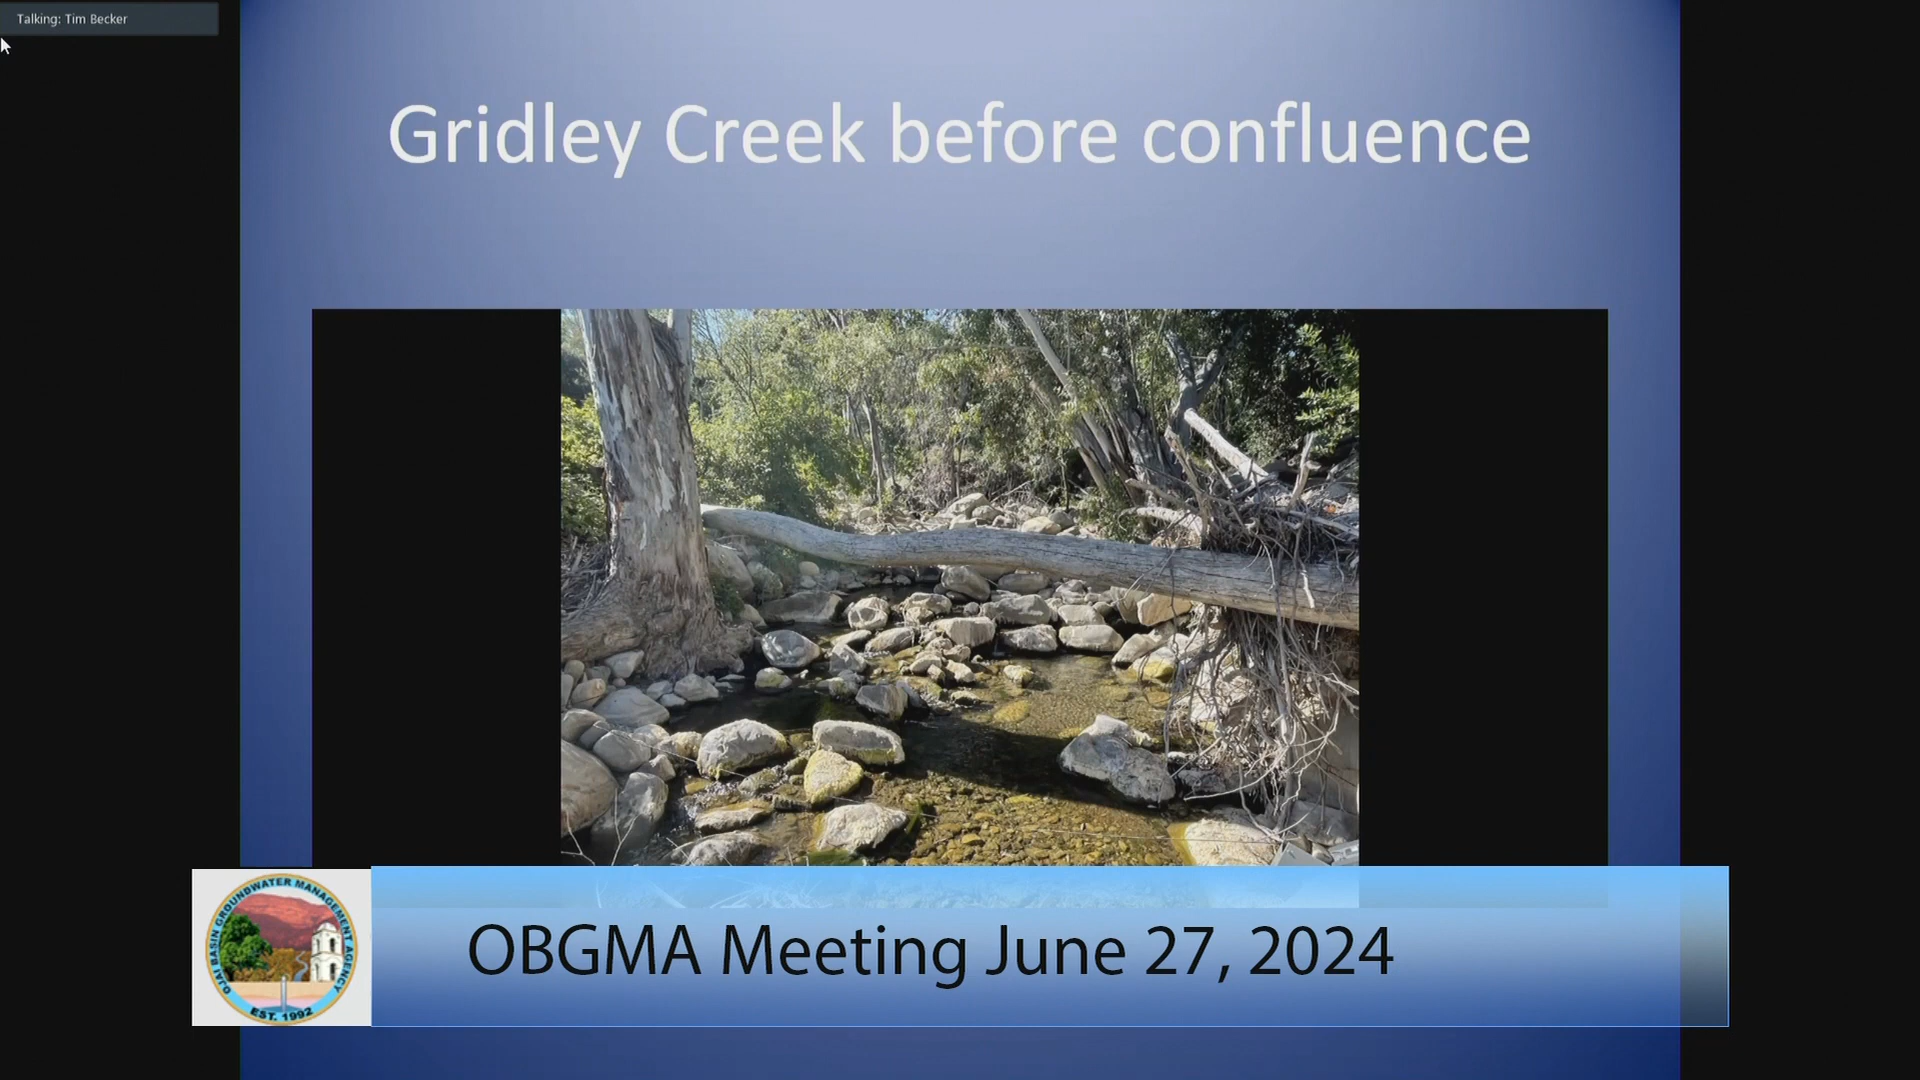 Talking: Tim Becker
Gridley Creek before confluence
OJAI BASIN GROUNDWATER MANAGEMENT AGENCY
EST. 1992
OBGMA Meeting June 27, 2024